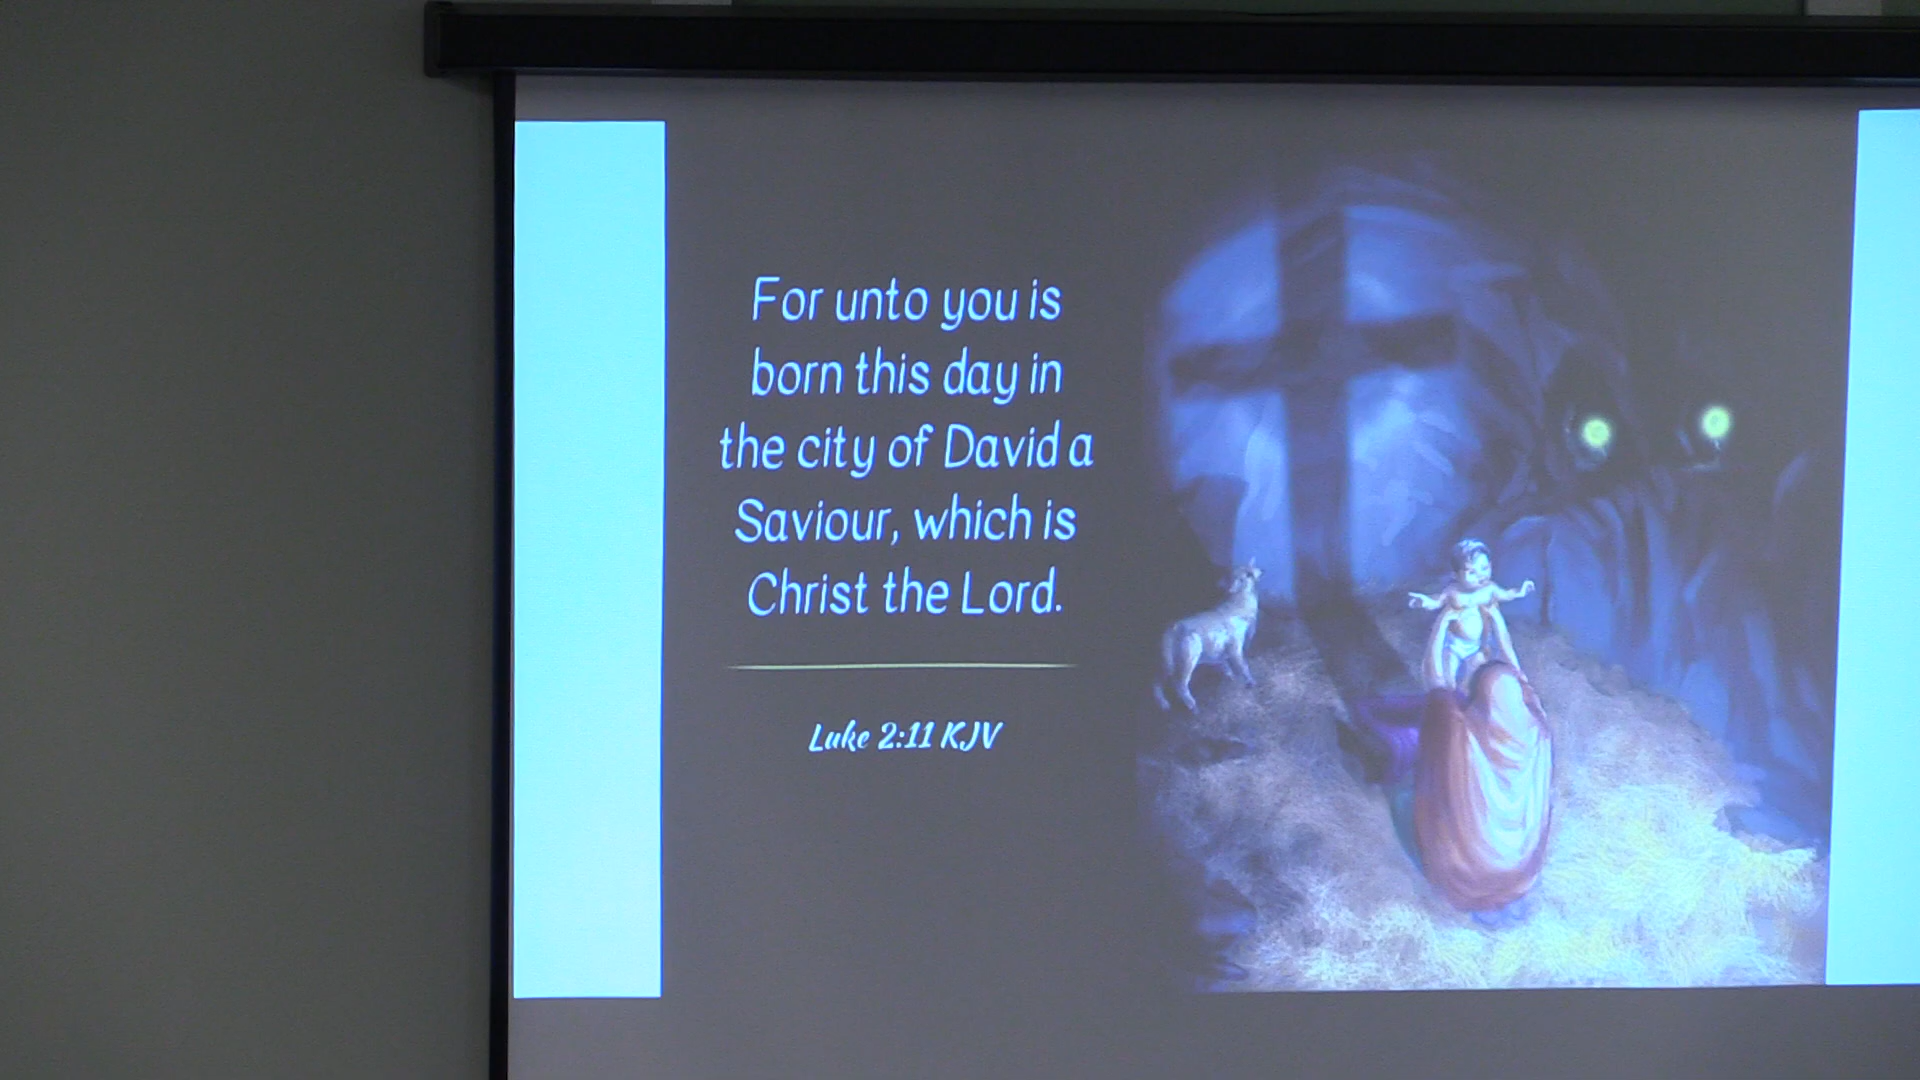 For unto you is
born this day in
the city of David a
Saviour, which is
Christ the Lord.
Luke 2:11 KJV